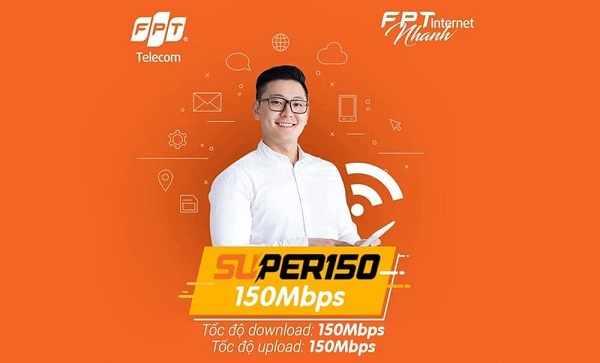 FPT®
Telecom
FPT Internet
Nhanh
SUPER150
150Mbps
Tốc độ download: 150Mbps
Tốc độ upload: 150Mbps